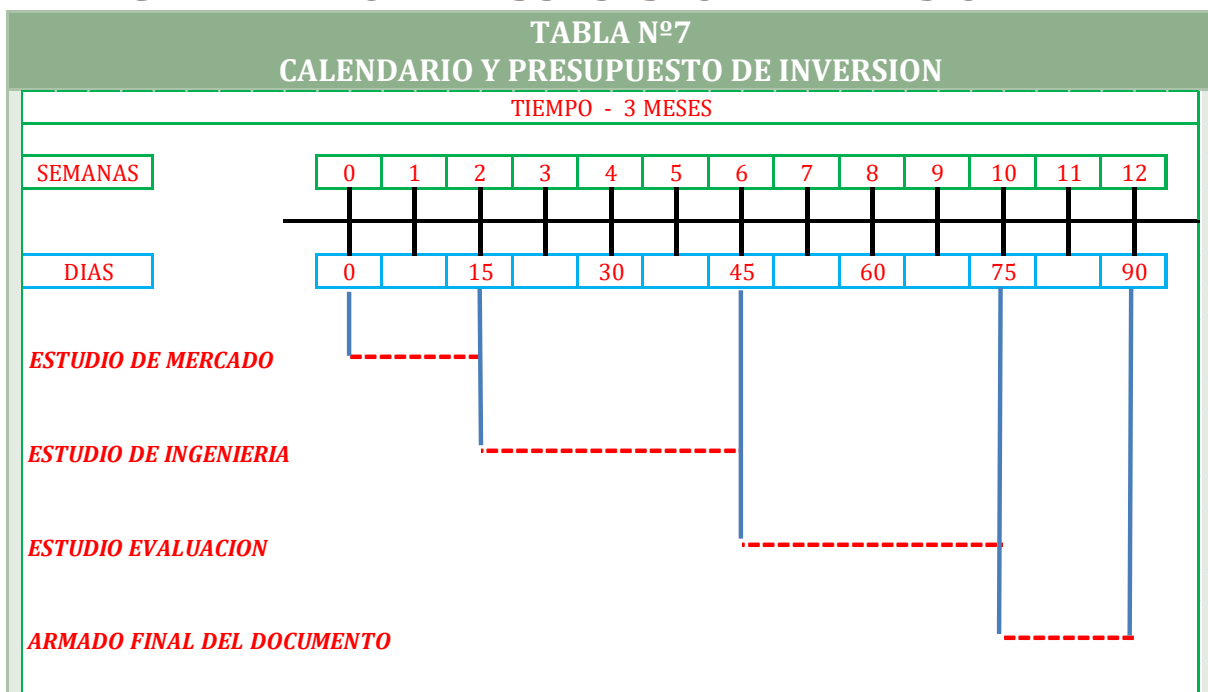 TABLA Nº7
CALENDARIO Y PRESUPUESTO DE INVERSION
TIEMPO - 3 MESES
SEMANAS 0 1 2 3 4 5 6 7 8 9 10 11 12
DIAS 0 15 30 45 60 75 90
ESTUDIO DE MERCADO
ESTUDIO DE INGENIERIA
ESTUDIO EVALUACION
ARMADO FINAL DEL DOCUMENTO